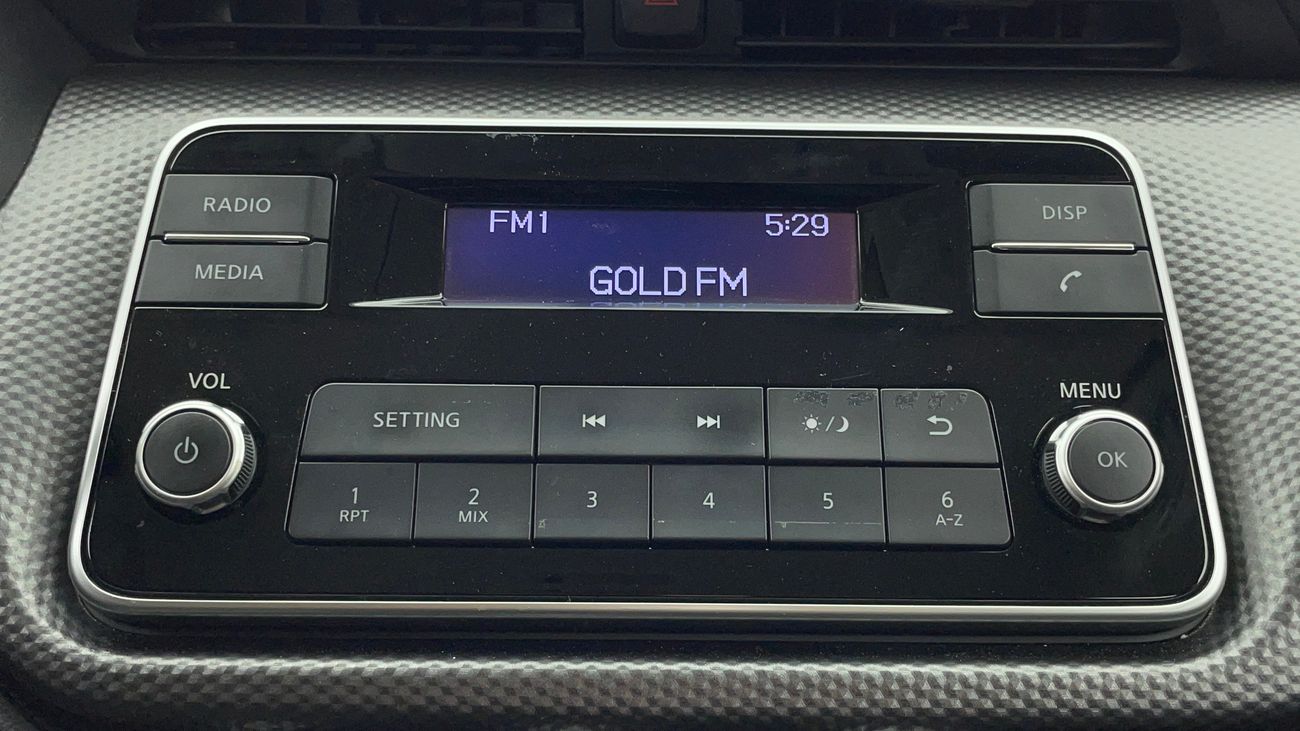 RADIO
MEDIA
FM1 5:29
GOLD FM
DISP
VOL
SETTING
MENU
OK
1
RPT
2
MIX
3
4
5
6
A-Z